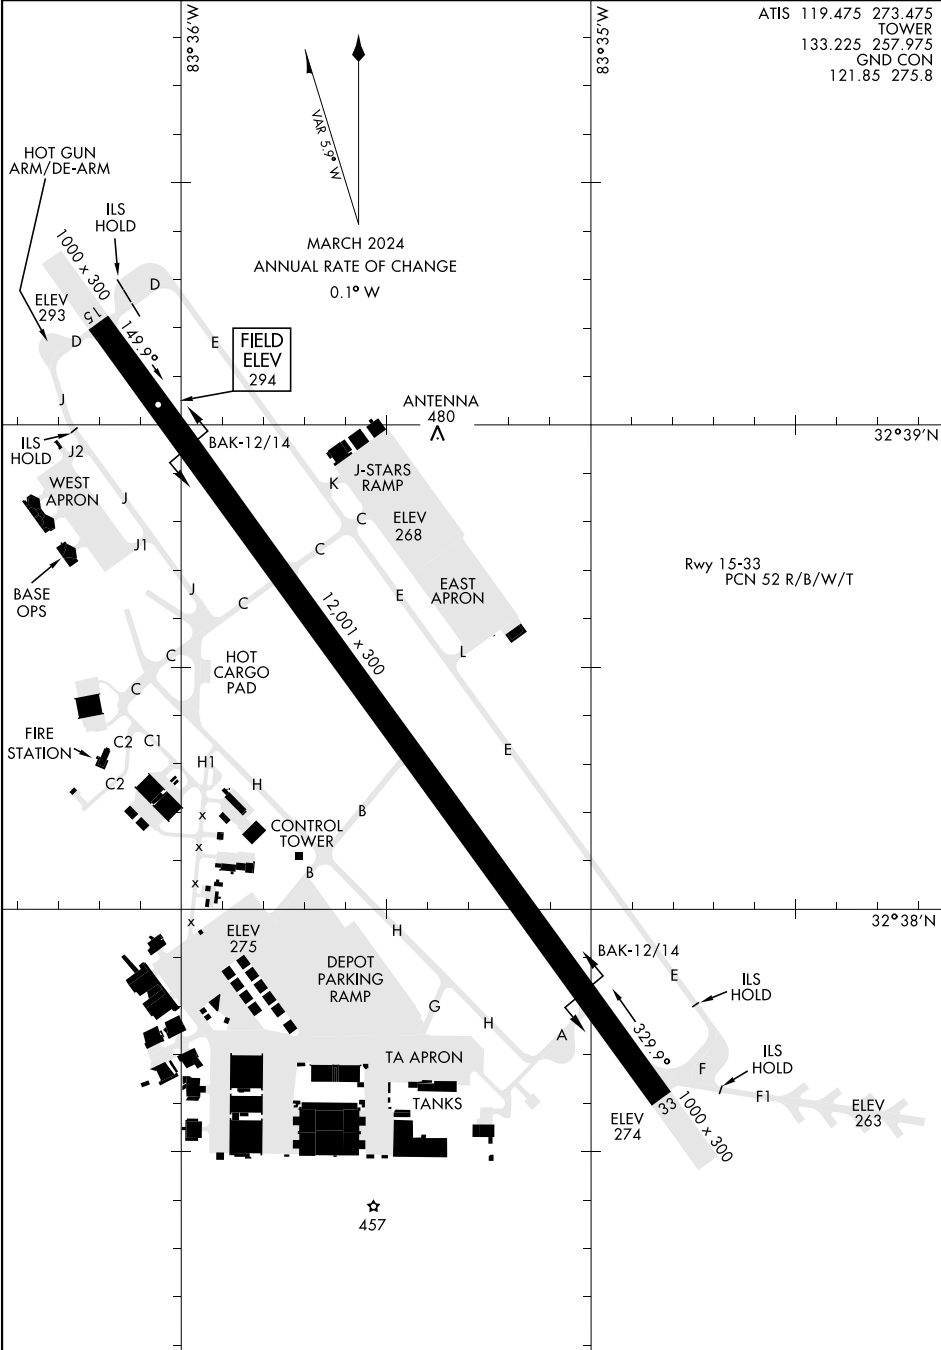 ATIS 119.475 273.475
TOWER
133.225 257.975
GND CON
121.85 275.8
83°36'W
83°35'W
VAR 5.9° W
MARCH 2024
ANNUAL RATE OF CHANGE
0.1° W
HOT GUN
ARM/DE-ARM
ILS
HOLD
1000 x 300
D
ELEV
293
15
149.9°
D
E
FIELD
ELEV
294
J
ANTENNA
480
32°39'N
ILS
HOLD
J2
BAK-12/14
WEST
APRON
J
K
J-STARS
RAMP
C
ELEV
268
J1
C
Rwy 15-33
PCN 52 R/B/W/T
BASE
OPS
J
C
E
EAST
APRON
12,001 x 300
C
HOT
CARGO
PAD
L
C
FIRE
STATION
C2
C1
E
H1
C2
H
B
x
CONTROL
TOWER
x
B
x
x
32°38'N
ELEV
275
H
DEPOT
PARKING
RAMP
BAK-12/14
E
ILS
HOLD
G
H
A
329.9°
TA APRON
F
ILS
HOLD
TANKS
F1
33
1000 x 300
ELEV
274
ELEV
263
457